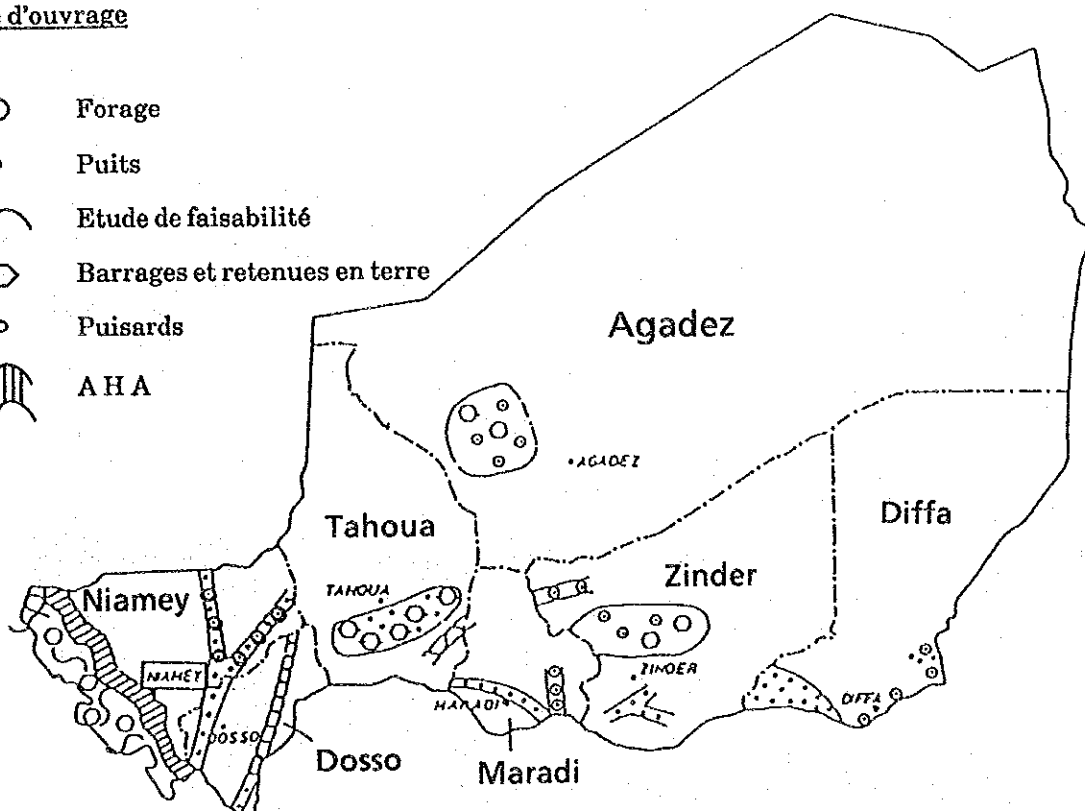 e d'ouvrage
Forage
Puits
Etude de faisabilité
Barrages et retenues en terre
Puisards
A H A
Agadez
AGADEZ
Tahoua
Diffa
Niamey
TAHOUA
Zinder
NIAMEY
ZINDER
MARADI
DIFFA
DOSSO
Dosso
Maradi